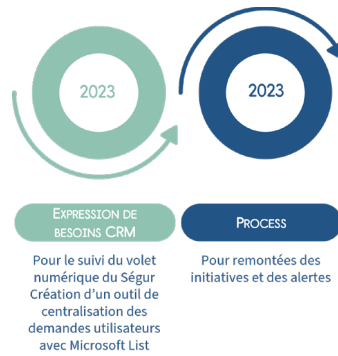 2023
2023
EXPRESSION DE
BESOINS CRM
Pour le suivi du volet
numérique du Ségur
Création d'un outil de
centralisation des
demandes utilisateurs
avec Microsoft List
PROCESS
Pour remontées des
initiatives et des alertes